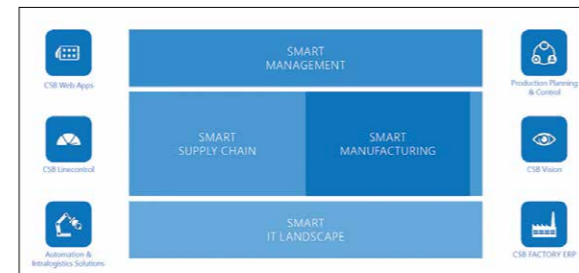 CSB Web Apps
CSB Linecontrol
Automation &
Intralogistics Solutions
SMART
MANAGEMENT
SMART
SUPPLY CHAIN
SMART
MANUFACTURING
SMART
IT LANDSCAPE
Production Planning
& Control
CSB Vision
CSB FACTORY ERP